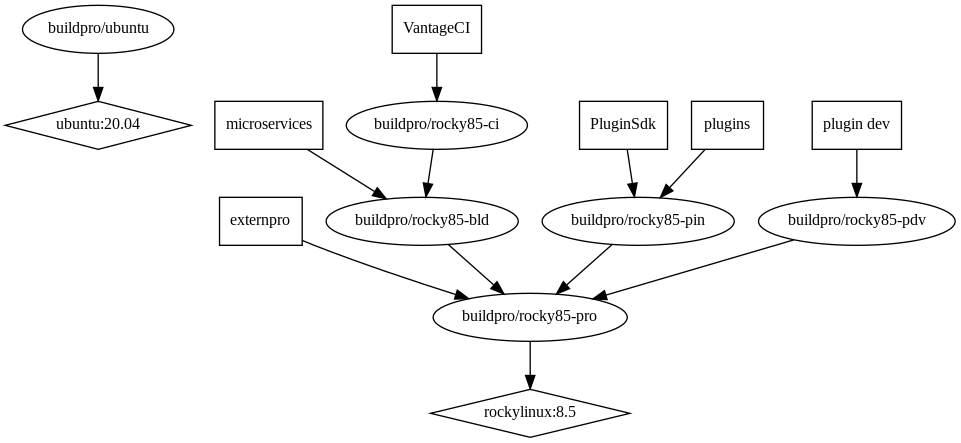 buildpro/ubuntu
VantageCI
ubuntu:20.04
microservices
buildpro/rocky85-ci
PluginSdk
plugins
plugin dev
externpro
buildpro/rocky85-bld
buildpro/rocky85-pin
buildpro/rocky85-pdv
buildpro/rocky85-pro
rockylinux:8.5